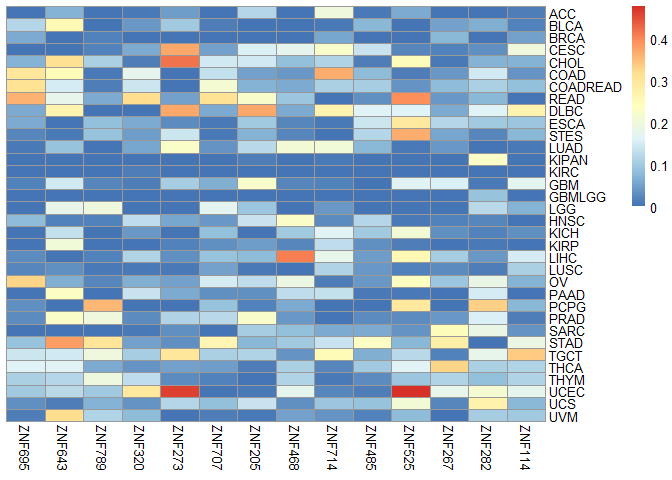 ACC
BLCA
BRCA
CESC
CHOL
COAD
COADREAD
READ
DLBC
ESCA
STES
LUAD
KIPAN
KIRC
GBM
GBMLGG
LGG
HNSC
KICH
KIRP
LIHC
LUSC
OV
PAAD
PCPG
PRAD
SARC
STAD
TGCT
THCA
THYM
UCEC
UCS
UVM
ZNF695
ZNF643
ZNF789
ZNF320
ZNF273
ZNF707
ZNF205
ZNF468
ZNF714
ZNF485
ZNF525
ZNF267
ZNF282
ZNF114
0.4
0.3
0.2
0.1
0